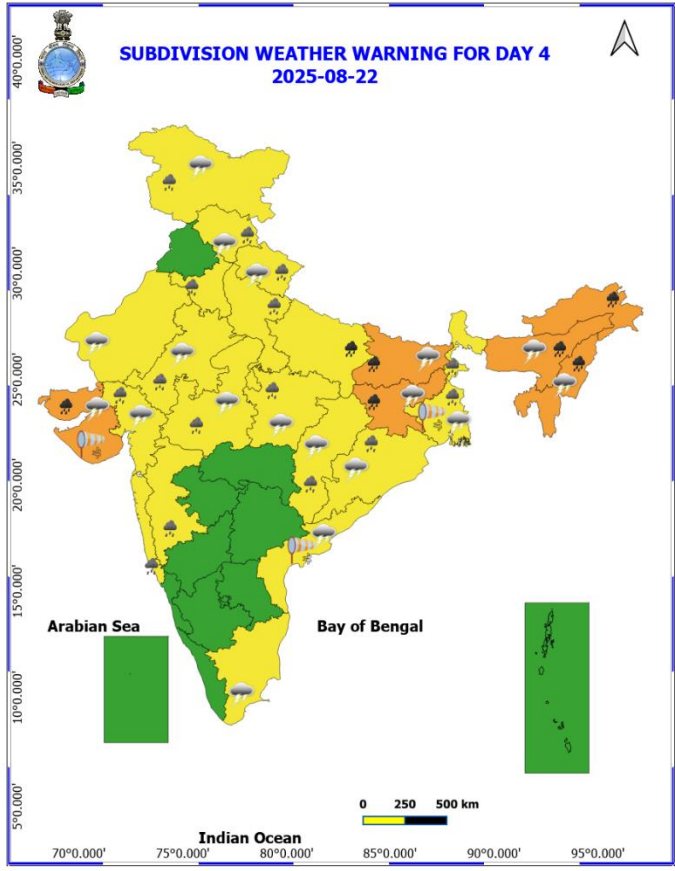 SUBDIVISION WEATHER WARNING FOR DAY 4
2025-08-22
40°0.000'
35°0.000'
30°0.000'
25°0.000'
20°0.000'
15°0.000'
10°0.000'
5°0.000'
Arabian Sea
Bay of Bengal
0 250 500 km
Indian Ocean
70°0.000' 75°0.000' 80°0.000' 85°0.000' 90°0.000' 95°0.000'